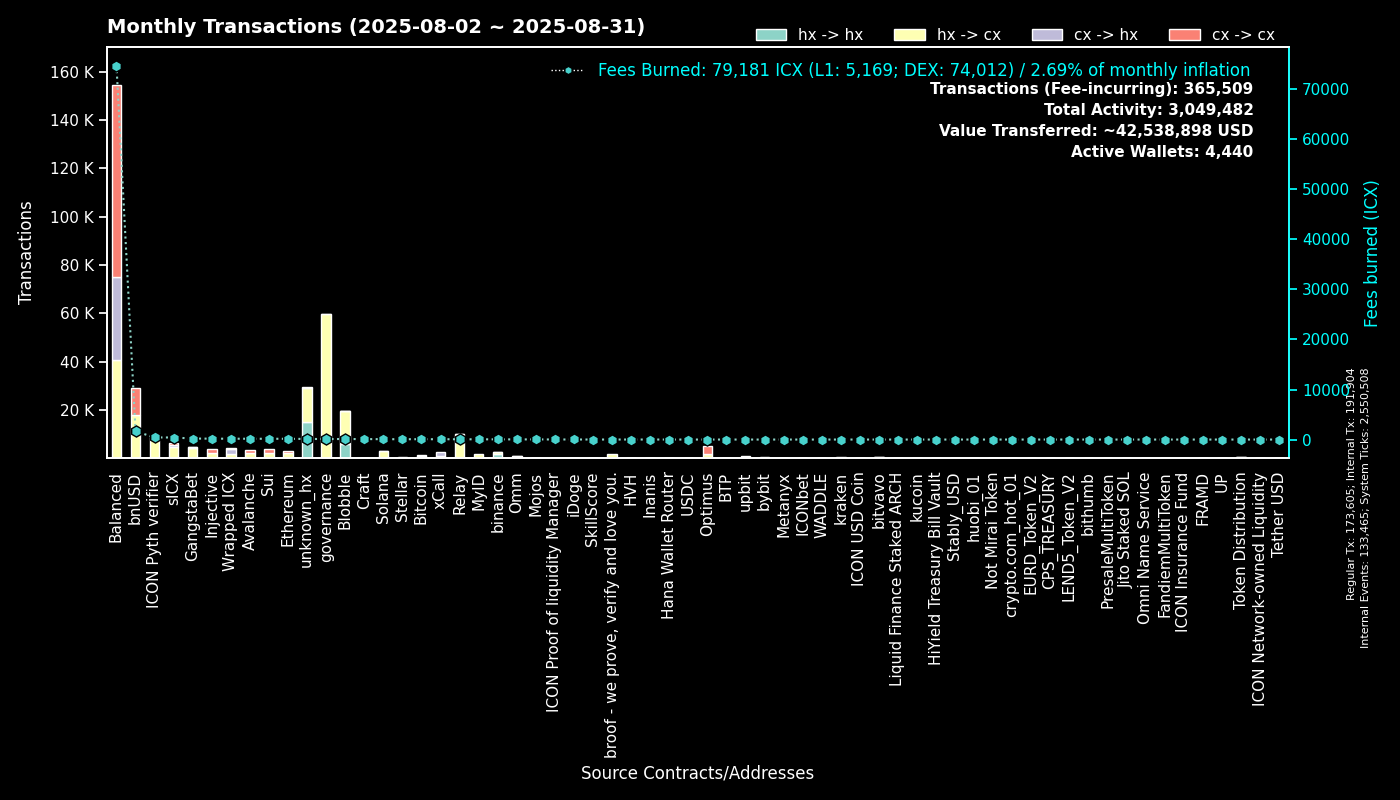 Monthly Transactions (2025-08-02 ~ 2025-08-31)
hx -> hx
hx -> cx
cx -> hx
cx -> cx
Fees Burned: 79,181 ICX (L1: 5,169; DEX: 74,012) / 2.69% of monthly inflation
Transactions (Fee-incurring): 365,509
Total Activity: 3,049,482
Value Transferred: ~42,538,898 USD
Active Wallets: 4,440
Transactions
160 K
140 K
120 K
100 K
80 K
60 K
40 K
20 K
70000
60000
50000
40000
30000
20000
10000
0
Fees burned (ICX)
Regular Tx: 173,605; Internal Tx: 191,904
Internal Events: 133,465; System Ticks: 2,550,508
Balanced
bnUSD
ICON Pyth verifier
sICX
GangstaBet
Injective
Wrapped ICX
Avalanche
Sui
Ethereum
unknown_hx
governance
Blobble
Craft
Solana
Stellar
Bitcoin
xCall
Relay
MyID
binance
Omm
Mojos
ICON Proof of liquidity Manager
iDoge
SkillScore
broof - we prove, verify and love you.
HVH
Inanis
Hana Wallet Router
USDC
Optimus
BTP
upbit
bybit
Metanyx
ICONbet
WADDLE
kraken
ICON USD Coin
bitvavo
Liquid Finance Staked ARCH
kucoin
HiYield Treasury Bill Vault
Stably_USD
huobi_01
Not Mirai Token
crypto.com_hot_01
EURD_Token_V2
CPS_TREASURY
LEND5_Token_V2
bithumb
PresaleMultiToken
Jito Staked SOL
Omni Name Service
FandiemMultiToken
ICON Insurance Fund
FRAMD
UP
Token Distribution
ICON Network-owned Liquidity
Tether USD
Source Contracts/Addresses